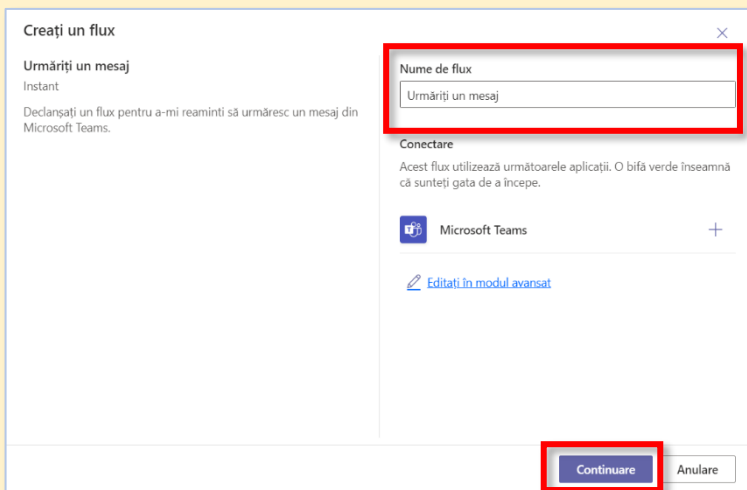 Creați un flux
Urmăriți un mesaj
Instant
Declanșați un flux pentru a-mi reaminti să urmăresc un mesaj din
Microsoft Teams.
Nume de flux
Urmăriți un mesaj
Conectare
Acest flux utilizează următoarele aplicații. O bifă verde înseamnă
că sunteți gata de a începe.
Microsoft Teams
Editați în modul avansat
Continuare
Anulare